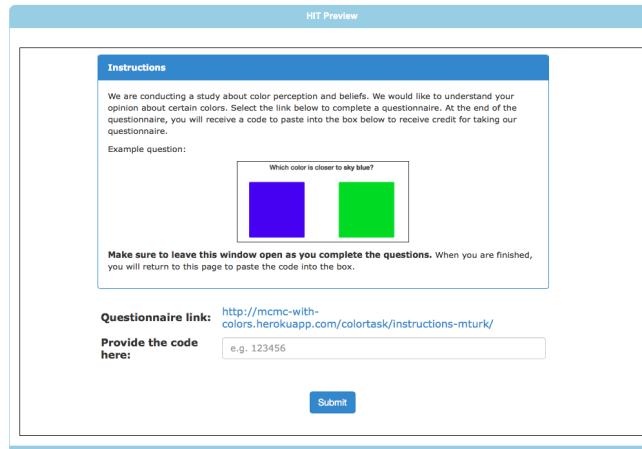 HIT Preview
Instructions
We are conducting a study about color perception and beliefs. We would like to understand your
opinion about certain colors. Select the link below to complete a questionnaire. At the end of the
questionnaire, you will receive a code to paste into the box below to receive credit for taking our
questionnaire.
Example question:
Which color is closer to sky blue?
Make sure to leave this window open as you complete the questions. When you are finished,
you will return to this page to paste the code into the box.
Questionnaire link:
http://mcmc-with-
colors.herokuapp.com/colortask/instructions-mturk/
Provide the code
here:
e.g. 123456
Submit